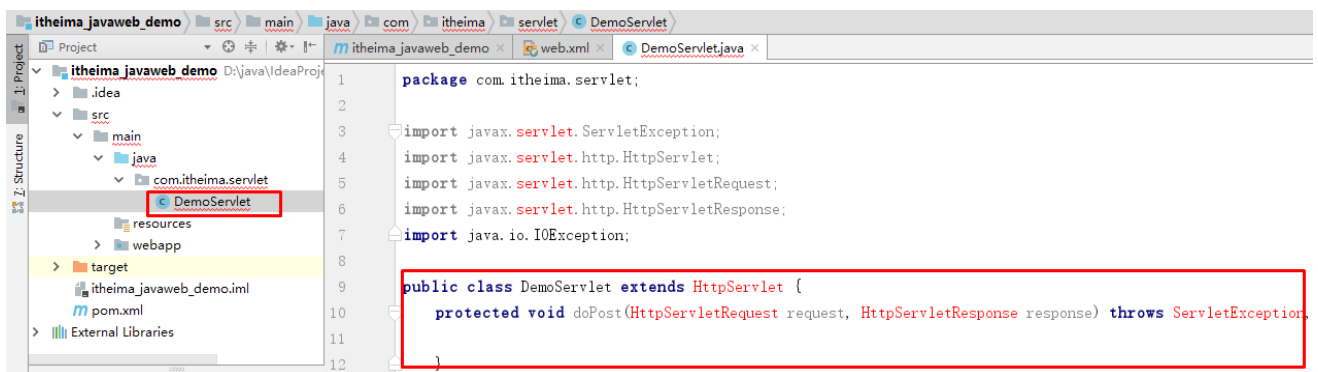 itheima_javaweb_demo src main java com itheima servlet DemoServlet
1: Project
7: Structure
Project
itheima_javaweb_demo D:\java\IdeaProje
.idea
src
main
java
com.itheima.servlet
DemoServlet
resources
webapp
target
itheima_javaweb_demo.iml
pom.xml
External Libraries
itheima_javaweb_demo web.xml DemoServlet.java
1 package com.itheima.servlet;
2
3 import javax.servlet.ServletException;
4 import javax.servlet.http.HttpServlet;
5 import javax.servlet.http.HttpServletRequest;
6 import javax.servlet.http.HttpServletResponse;
7 import java.io.IOException;
8
9 public class DemoServlet extends HttpServlet {
10 protected void doPost(HttpServletRequest request, HttpServletResponse response) throws ServletException,
11
12 }